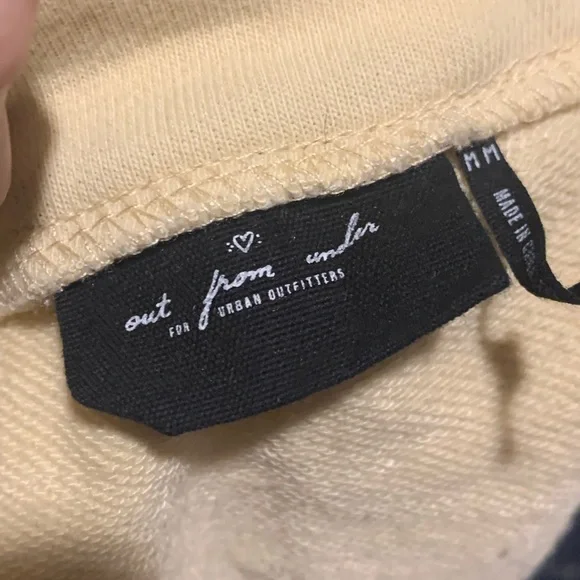 out from under
FOR URBAN OUTFITTERS
M M
MADE IN